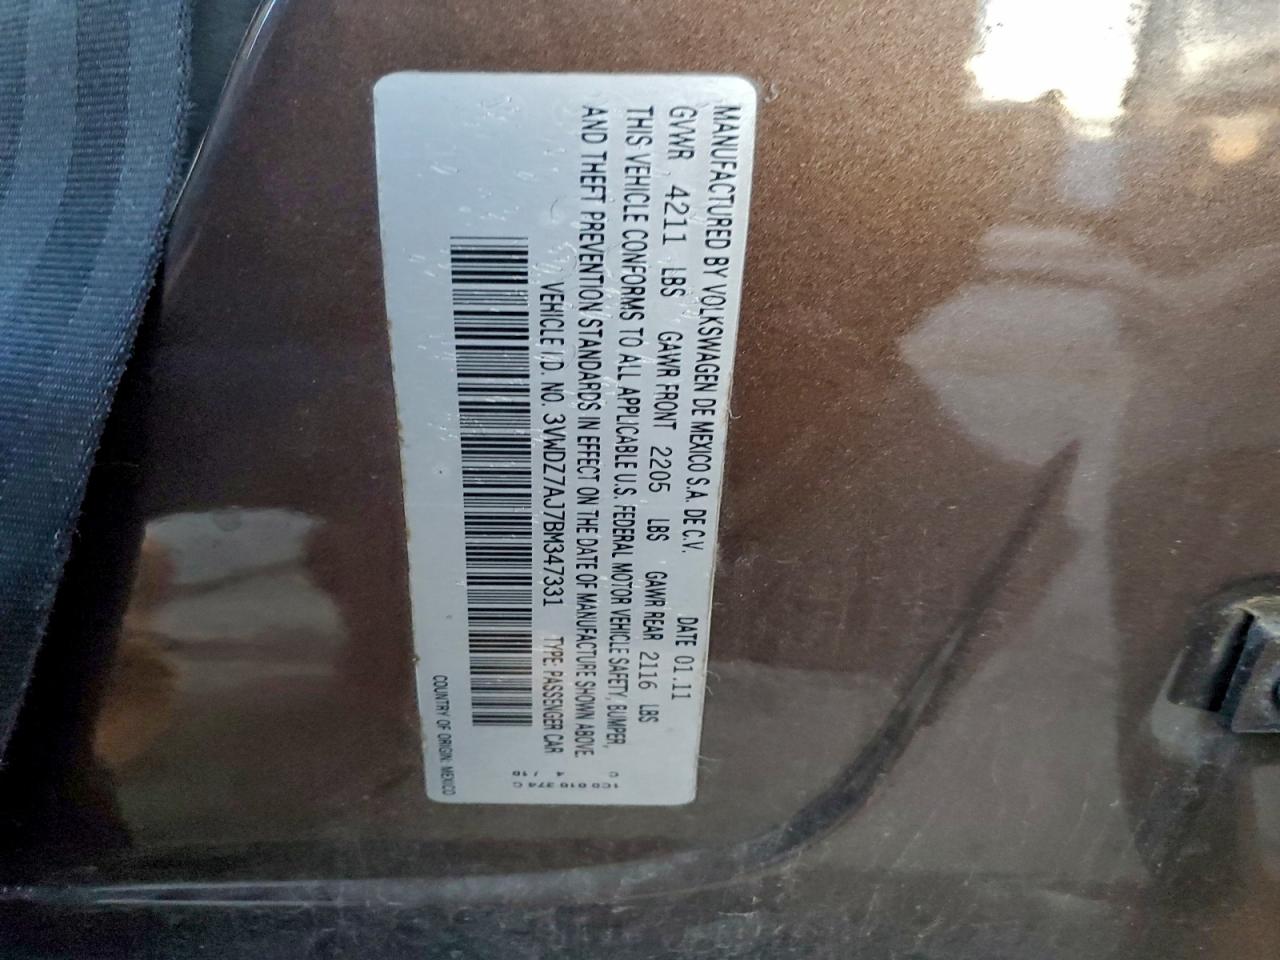 MANUFACTURED BY VOLKSWAGEN DE MEXICO S.A. DE C.V. DATE 01.11
GVWR 4211 LBS GAWR FRONT 2205 LBS GAWR REAR 2116 LBS
THIS VEHICLE CONFORMS TO ALL APPLICABLE U.S. FEDERAL MOTOR VEHICLE SAFETY, BUMPER,
AND THEFT PREVENTION STANDARDS IN EFFECT ON THE DATE OF MANUFACTURE SHOWN ABOVE.
VEHICLE I.D. NO. 3VWDZ7AJ7BM347331 TYPE: PASSENGER CAR
COUNTRY OF ORIGIN: MEXICO